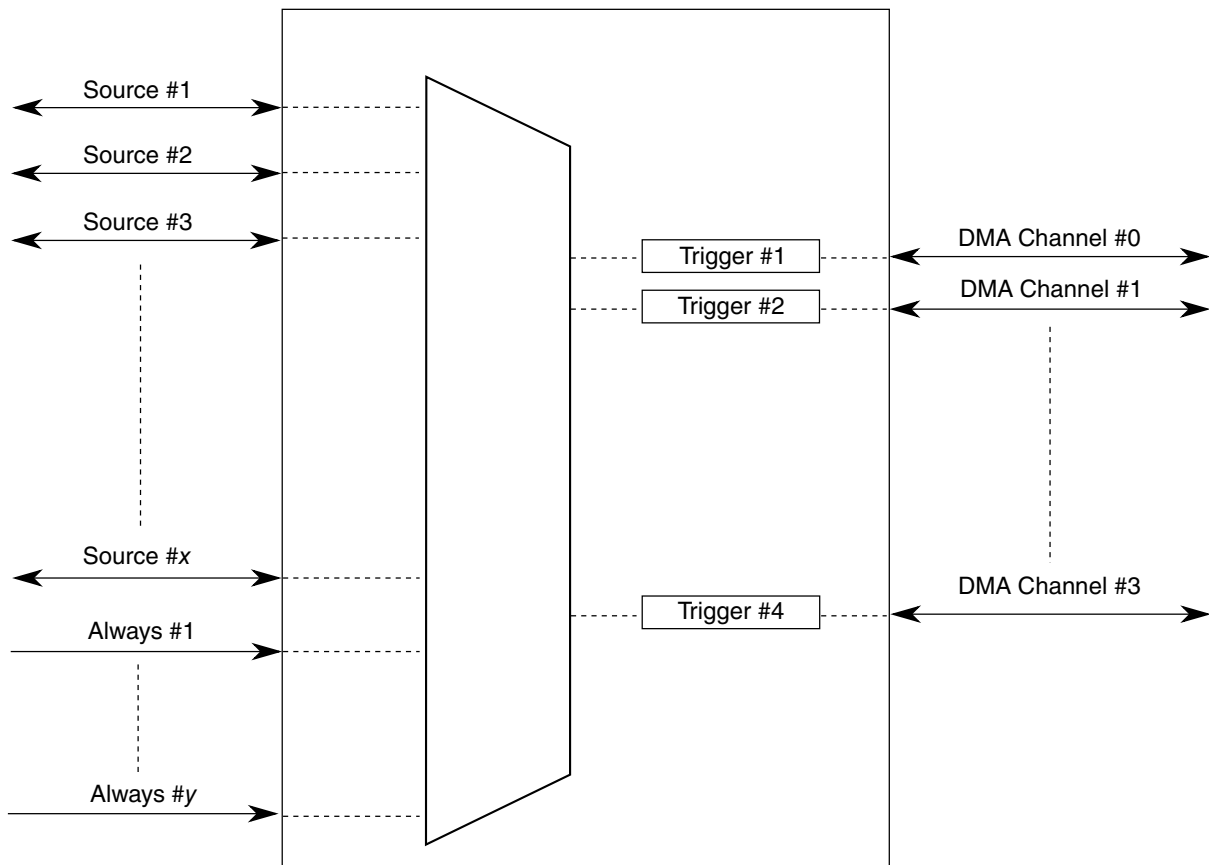 Source #1
Source #2
Source #3
Source #x
Always #1
Always #y
Trigger #1
Trigger #2
Trigger #4
DMA Channel #0
DMA Channel #1
DMA Channel #3